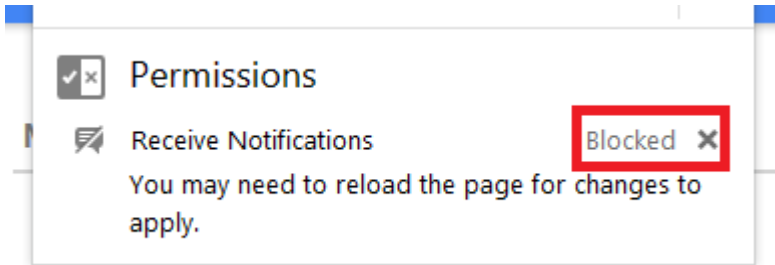 Permissions
Receive Notifications Blocked
You may need to reload the page for changes to
apply.